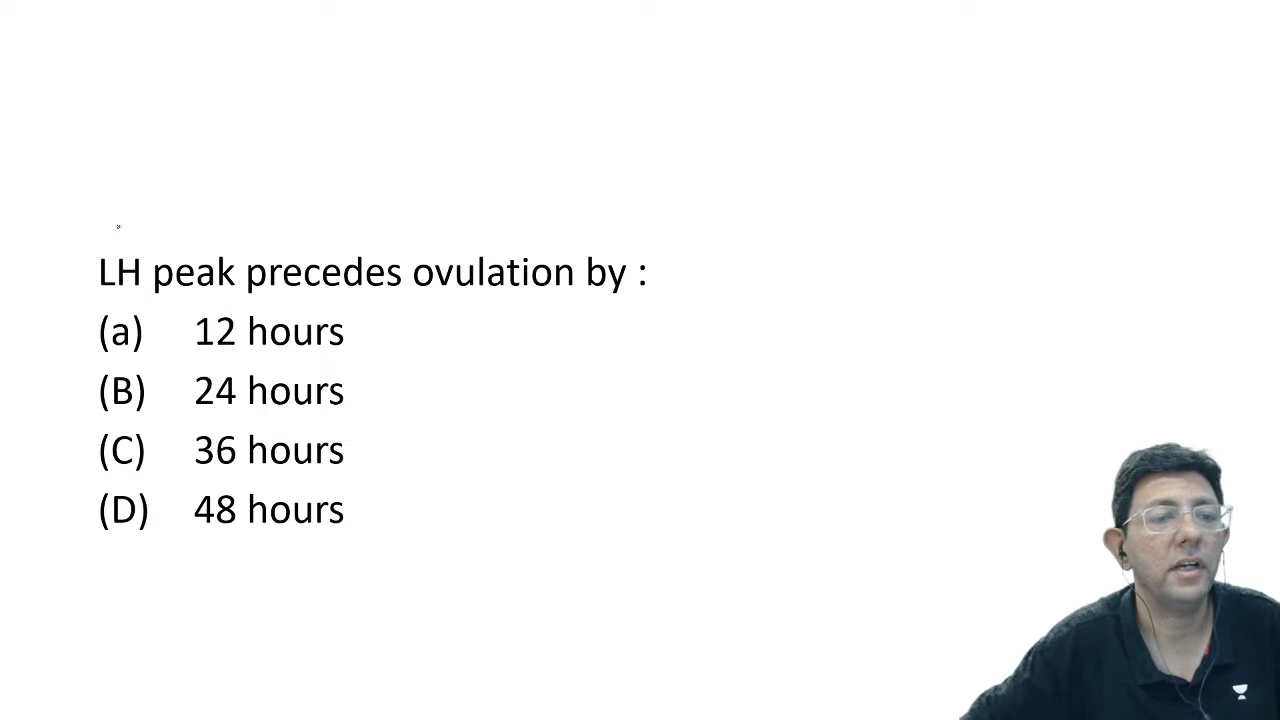 LH peak precedes ovulation by :
(a) 12 hours
(B) 24 hours
(C) 36 hours
(D) 48 hours